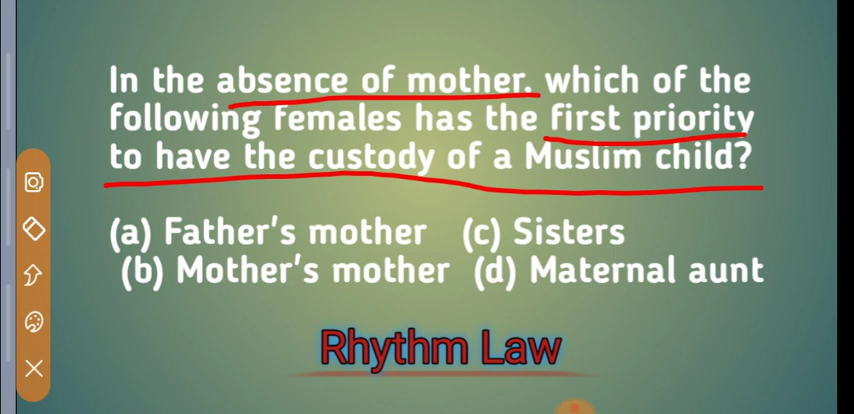 In the absence of mother. which of the
following females has the first priority
to have the custody of a Muslim child?
(a) Father's mother (c) Sisters
(b) Mother's mother (d) Maternal aunt
Rhythm Law